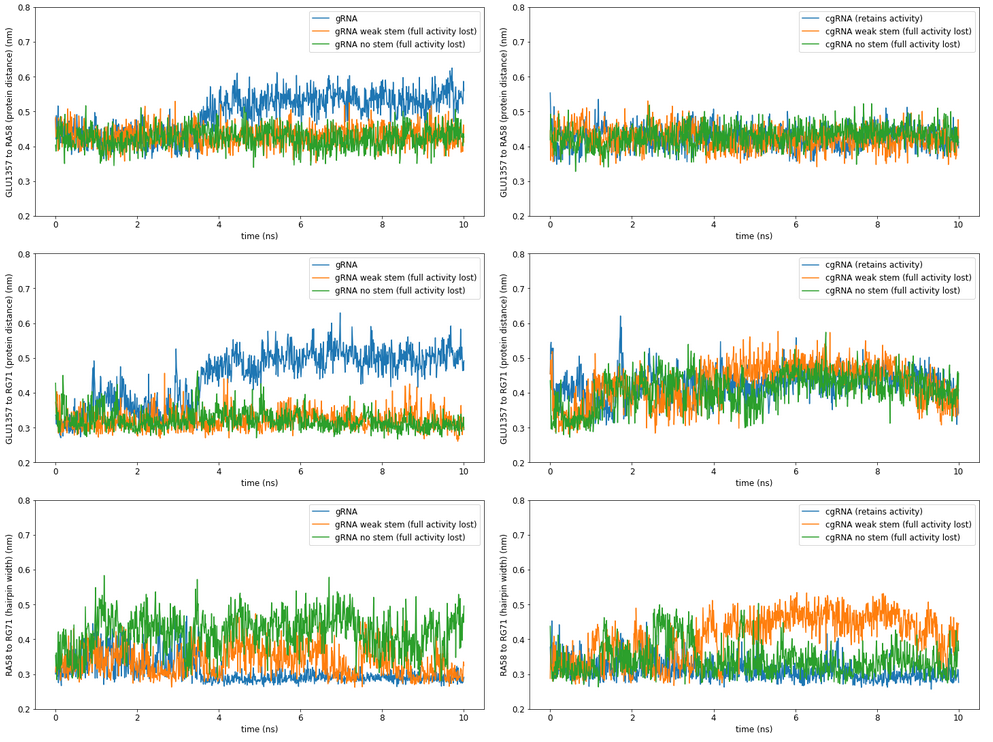 GLU1357 to RA58 (protein distance) (nm)
0.8
0.7
0.6
0.5
0.4
0.3
0.2
0
2
4
6
8
10
time (ns)
gRNA
gRNA weak stem (full activity lost)
gRNA no stem (full activity lost)
GLU1357 to RA58 (protein distance) (nm)
0.8
0.7
0.6
0.5
0.4
0.3
0.2
0
2
4
6
8
10
time (ns)
cgRNA (retains activity)
cgRNA weak stem (full activity lost)
cgRNA no stem (full activity lost)
GLU1357 to RG71 (protein distance) (nm)
0.8
0.7
0.6
0.5
0.4
0.3
0.2
0
2
4
6
8
10
time (ns)
gRNA
gRNA weak stem (full activity lost)
gRNA no stem (full activity lost)
GLU1357 to RG71 (protein distance) (nm)
0.8
0.7
0.6
0.5
0.4
0.3
0.2
0
2
4
6
8
10
time (ns)
cgRNA (retains activity)
cgRNA weak stem (full activity lost)
cgRNA no stem (full activity lost)
RA58 to RG71 (hairpin width) (nm)
0.8
0.7
0.6
0.5
0.4
0.3
0.2
0
2
4
6
8
10
time (ns)
gRNA
gRNA weak stem (full activity lost)
gRNA no stem (full activity lost)
RA58 to RG71 (hairpin width) (nm)
0.8
0.7
0.6
0.5
0.4
0.3
0.2
0
2
4
6
8
10
time (ns)
cgRNA (retains activity)
cgRNA weak stem (full activity lost)
cgRNA no stem (full activity lost)